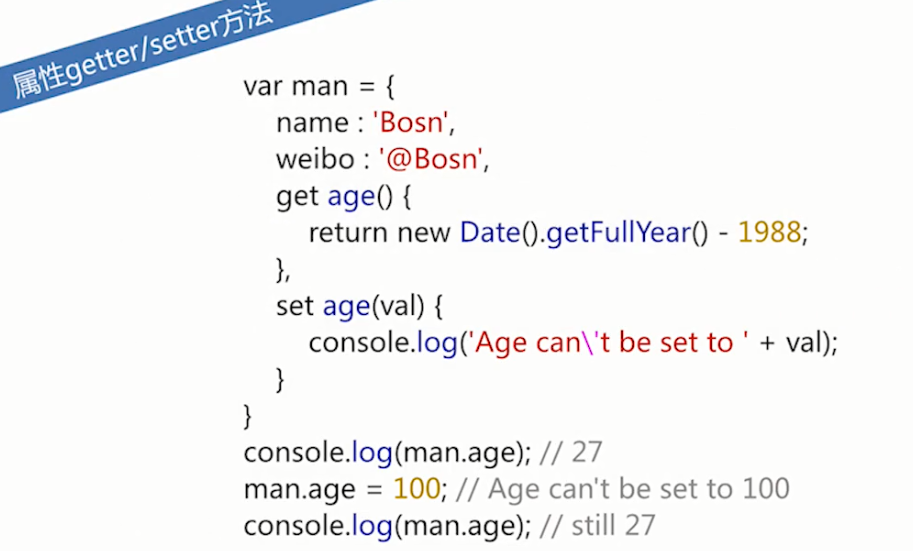 属性getter/setter方法
var man = {
name : 'Bosn',
weibo : '@Bosn',
get age() {
return new Date().getFullYear() - 1988;
},
set age(val) {
console.log('Age can\'t be set to ' + val);
}
}
console.log(man.age); // 27
man.age = 100; // Age can't be set to 100
console.log(man.age); // still 27